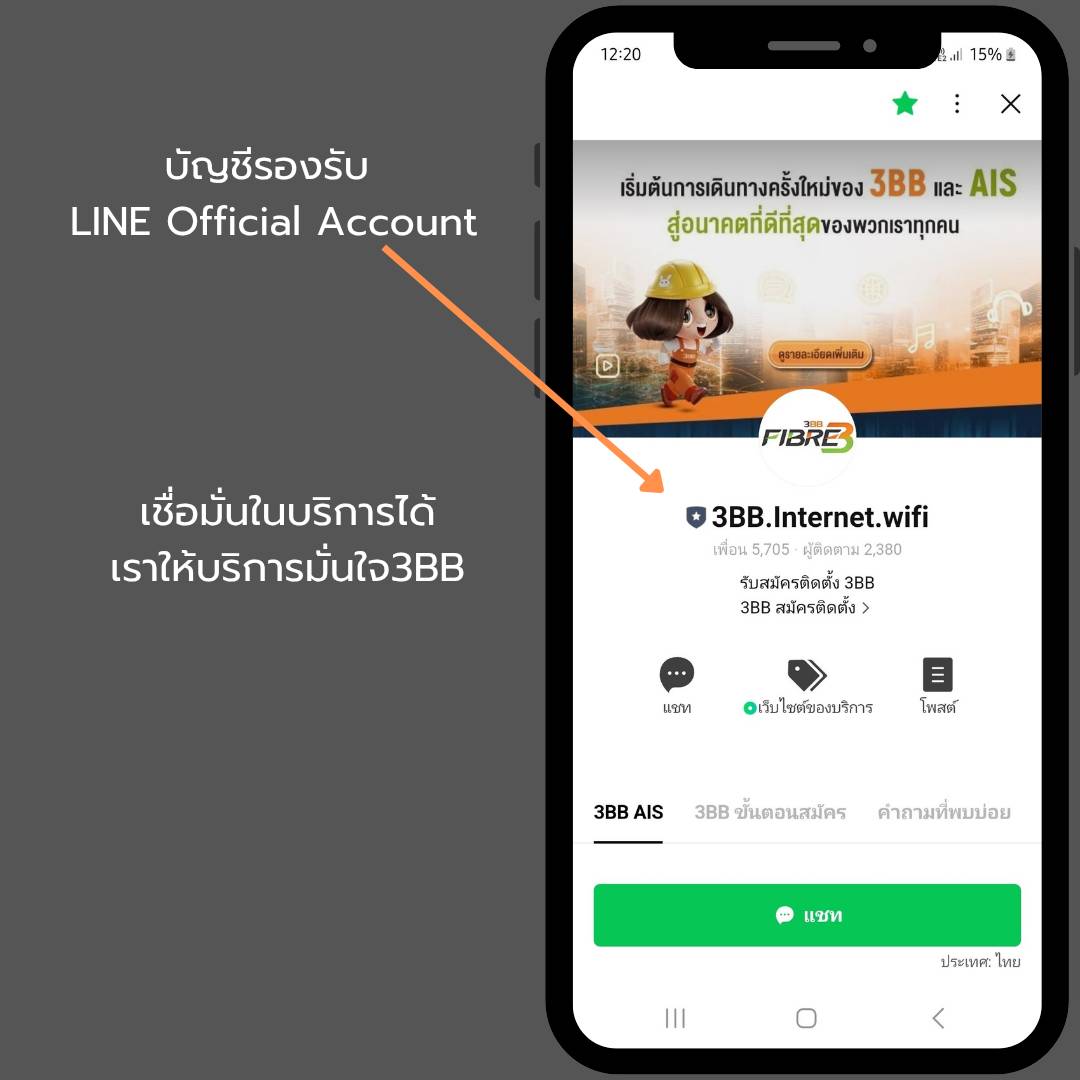 บัญชีรองรับ
LINE Official Account
เชื่อมั่นในบริการได้
เราให้บริการมั่นใจ3BB
12:20
15%
เริ่มต้นการเดินทางครั้งใหม่ของ 3BB และ AIS
สู่อนาคตที่ดีที่สุดของพวกเราทุกคน
ดูรายละเอียดเพิ่มเติม
3BB
FIBRE3
3BB.Internet.wifi
เพื่อน 5,705 · ผู้ติดตาม 2,380
รับสมัครติดตั้ง 3BB
3BB สมัครติดตั้ง >
แชท
เว็บไซต์ของบริการ
โพสต์
3BB AIS
3BB ขั้นตอนสมัคร
คำถามที่พบบ่อย
แชท
ประเทศ: ไทย